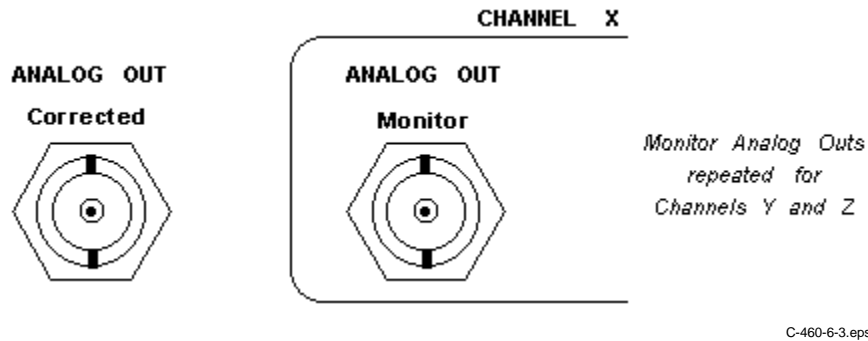 CHANNEL X
ANALOG OUT
Corrected
ANALOG OUT
Monitor
Monitor Analog Outs
repeated for
Channels Y and Z
C-460-6-3.eps